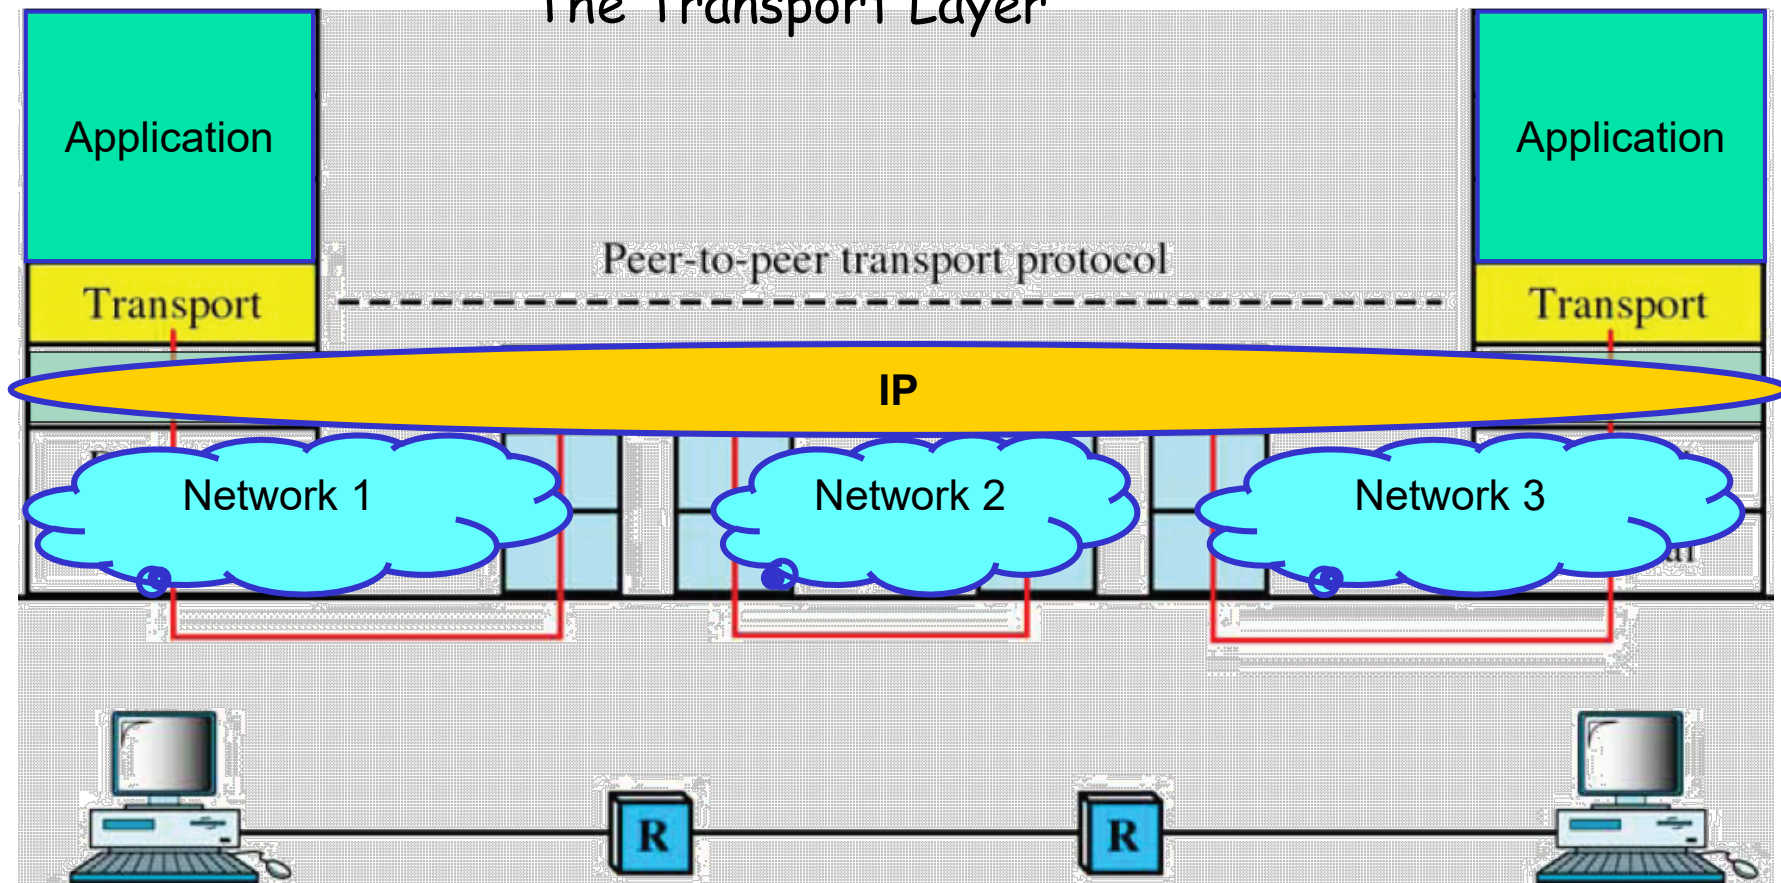 The Transport Layer
Application
Application
Peer-to-peer transport protocol
Transport
Transport
IP
Network 1
Network 2
Network 3
R
R